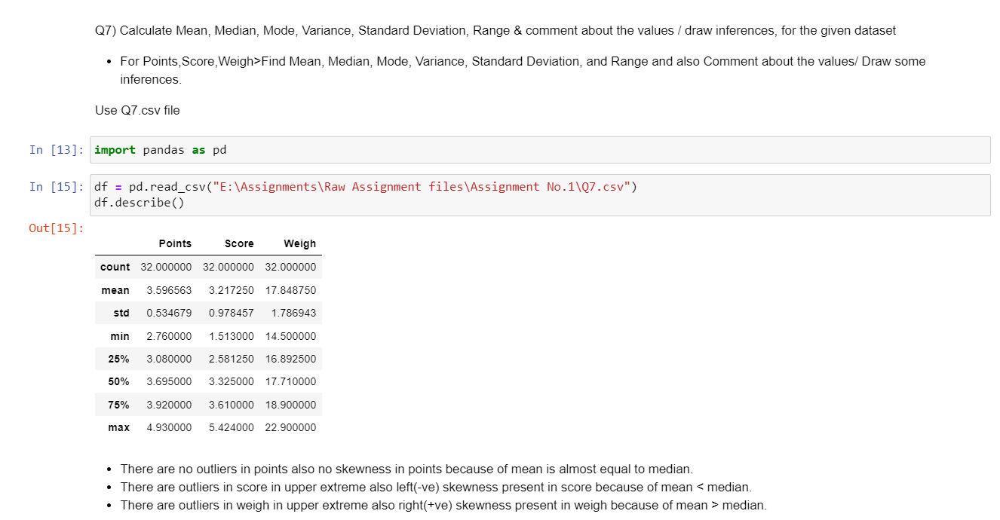 Q7) Calculate Mean, Median, Mode, Variance, Standard Deviation, Range & comment about the values / draw inferences, for the given dataset
• For Points,Score,Weigh>Find Mean, Median, Mode, Variance, Standard Deviation, and Range and also Comment about the values/ Draw some
inferences.
Use Q7.csv file
In [13]: import pandas as pd
In [15]: df = pd.read_csv("E:\Assignments\Raw Assignment files\Assignment No.1\Q7.csv")
df.describe()
Out[15]:
Points Score Weigh
count 32.000000 32.000000 32.000000
mean 3.596563 3.217250 17.848750
std 0.534679 0.978457 1.786943
min 2.760000 1.513000 14.500000
25% 3.080000 2.581250 16.892500
50% 3.695000 3.325000 17.710000
75% 3.920000 3.610000 18.900000
max 4.930000 5.424000 22.900000
• There are no outliers in points also no skewness in points because of mean is almost equal to median.
• There are outliers in score in upper extreme also left(-ve) skewness present in score because of mean < median.
• There are outliers in weigh in upper extreme also right(+ve) skewness present in weigh because of mean > median.